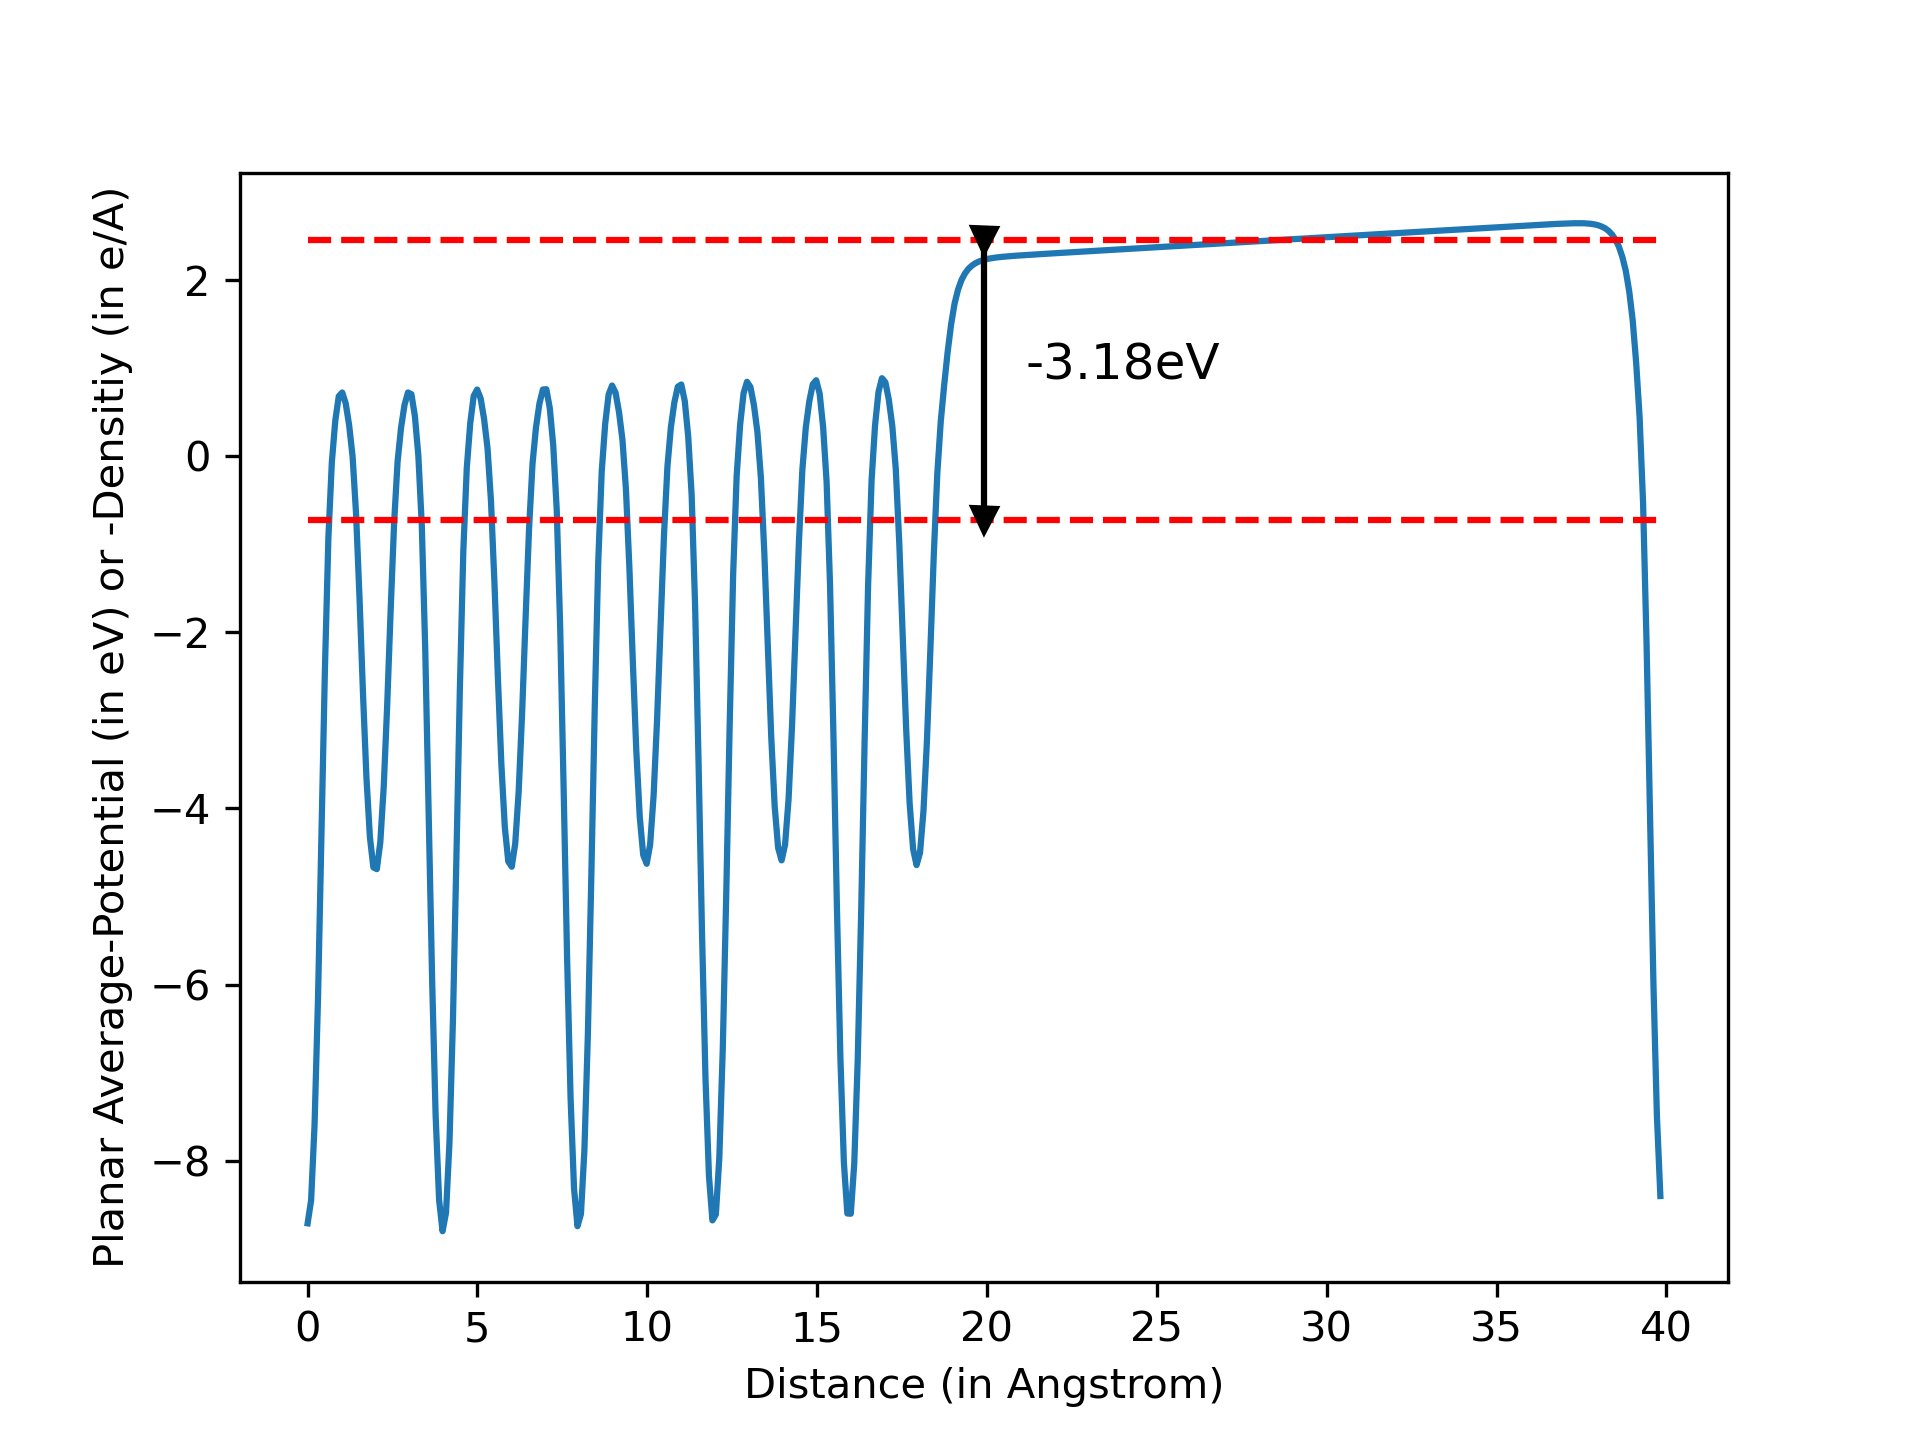 Planar Average-Potential (in eV) or -Densitiy (in e/A)
2
0
−2
−4
−6
−8
-3.18eV
0 5 10 15 20 25 30 35 40
Distance (in Angstrom)